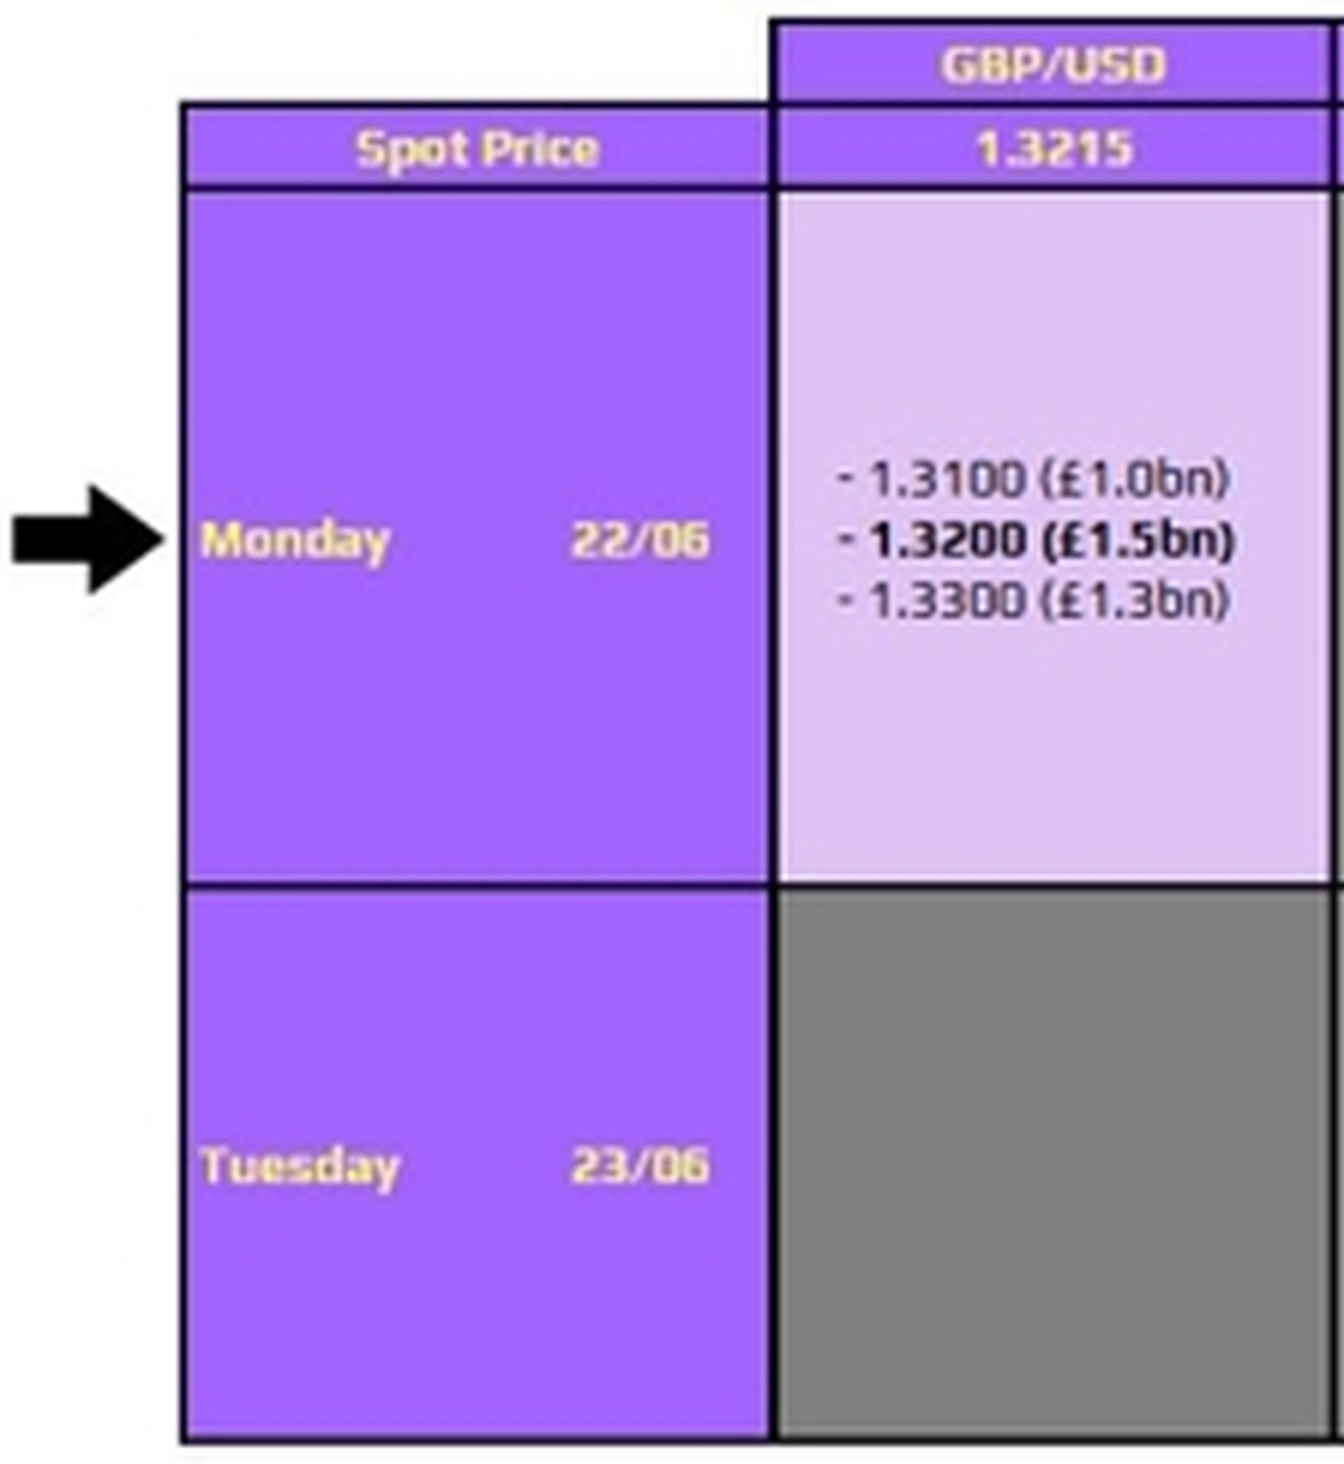 GBP/USD
Spot Price 1.3215
Monday 22/06
- 1.3100 (£1.0bn)
- 1.3200 (£1.5bn)
- 1.3300 (£1.3bn)
Tuesday 23/06